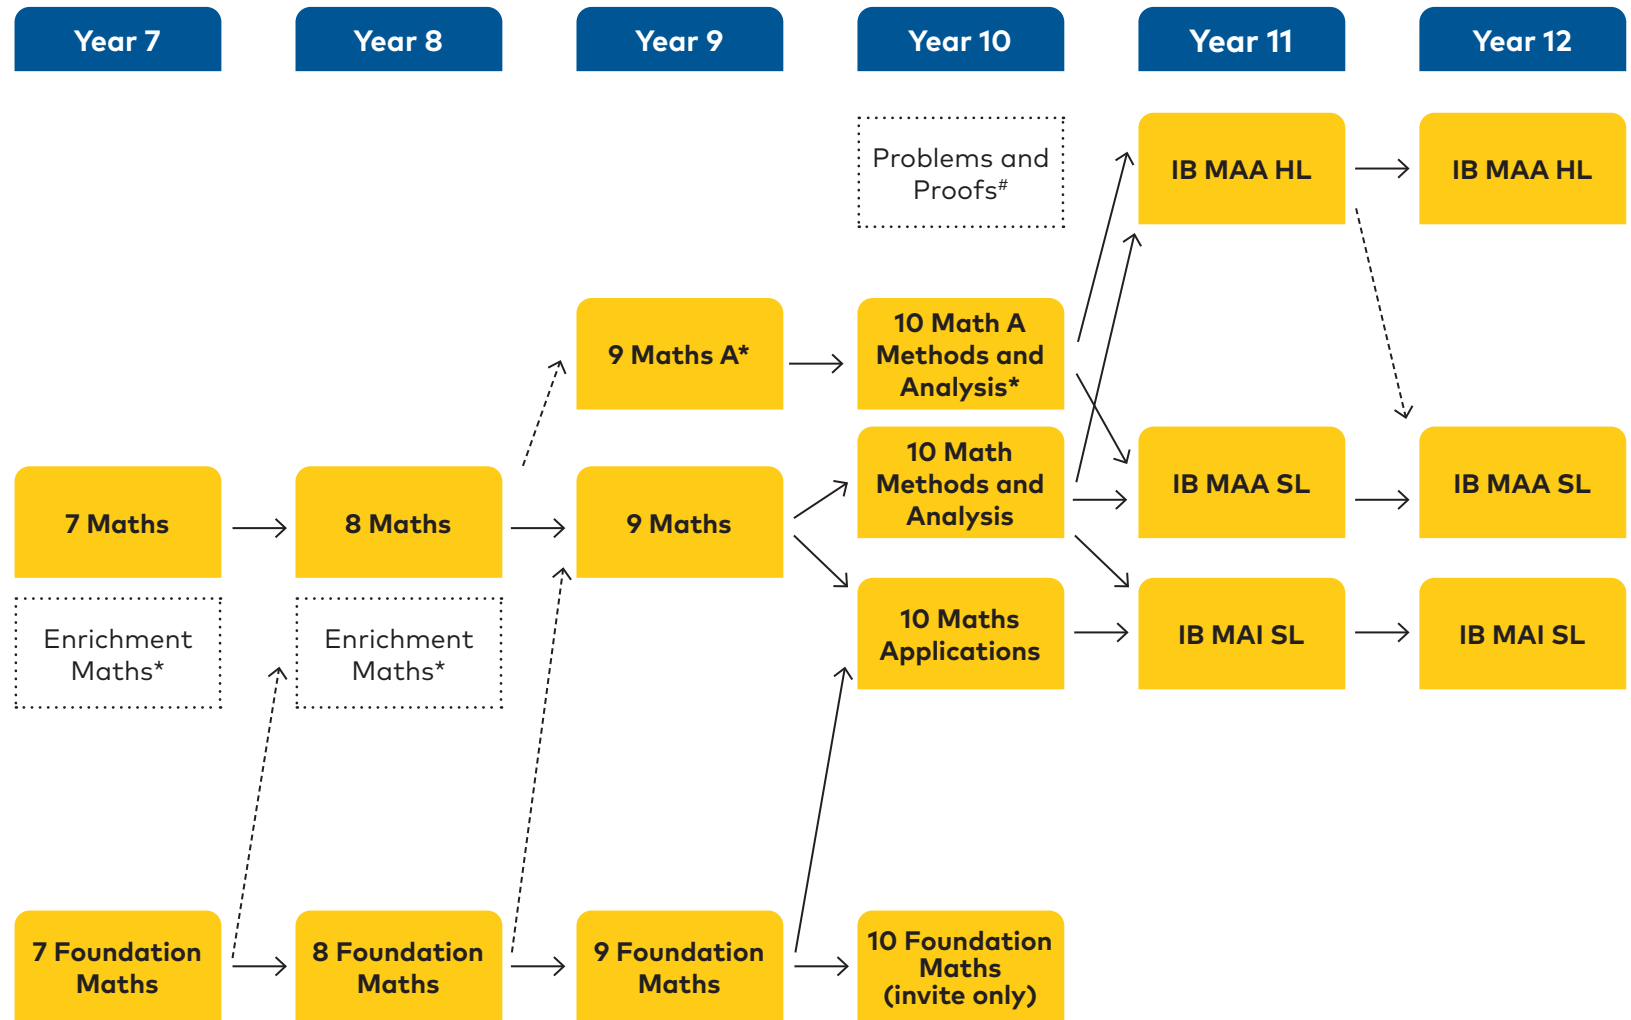 Year 7
Year 8
Year 9
Year 10
Year 11
Year 12
Problems and
Proofs#
IB MAA HL
IB MAA HL
9 Maths A*
10 Math A
Methods and
Analysis*
7 Maths
8 Maths
9 Maths
10 Math
Methods and
Analysis
IB MAA SL
IB MAA SL
Enrichment
Maths*
Enrichment
Maths*
10 Maths
Applications
IB MAI SL
IB MAI SL
7 Foundation
Maths
8 Foundation
Maths
9 Foundation
Maths
10 Foundation
Maths
(invite only)